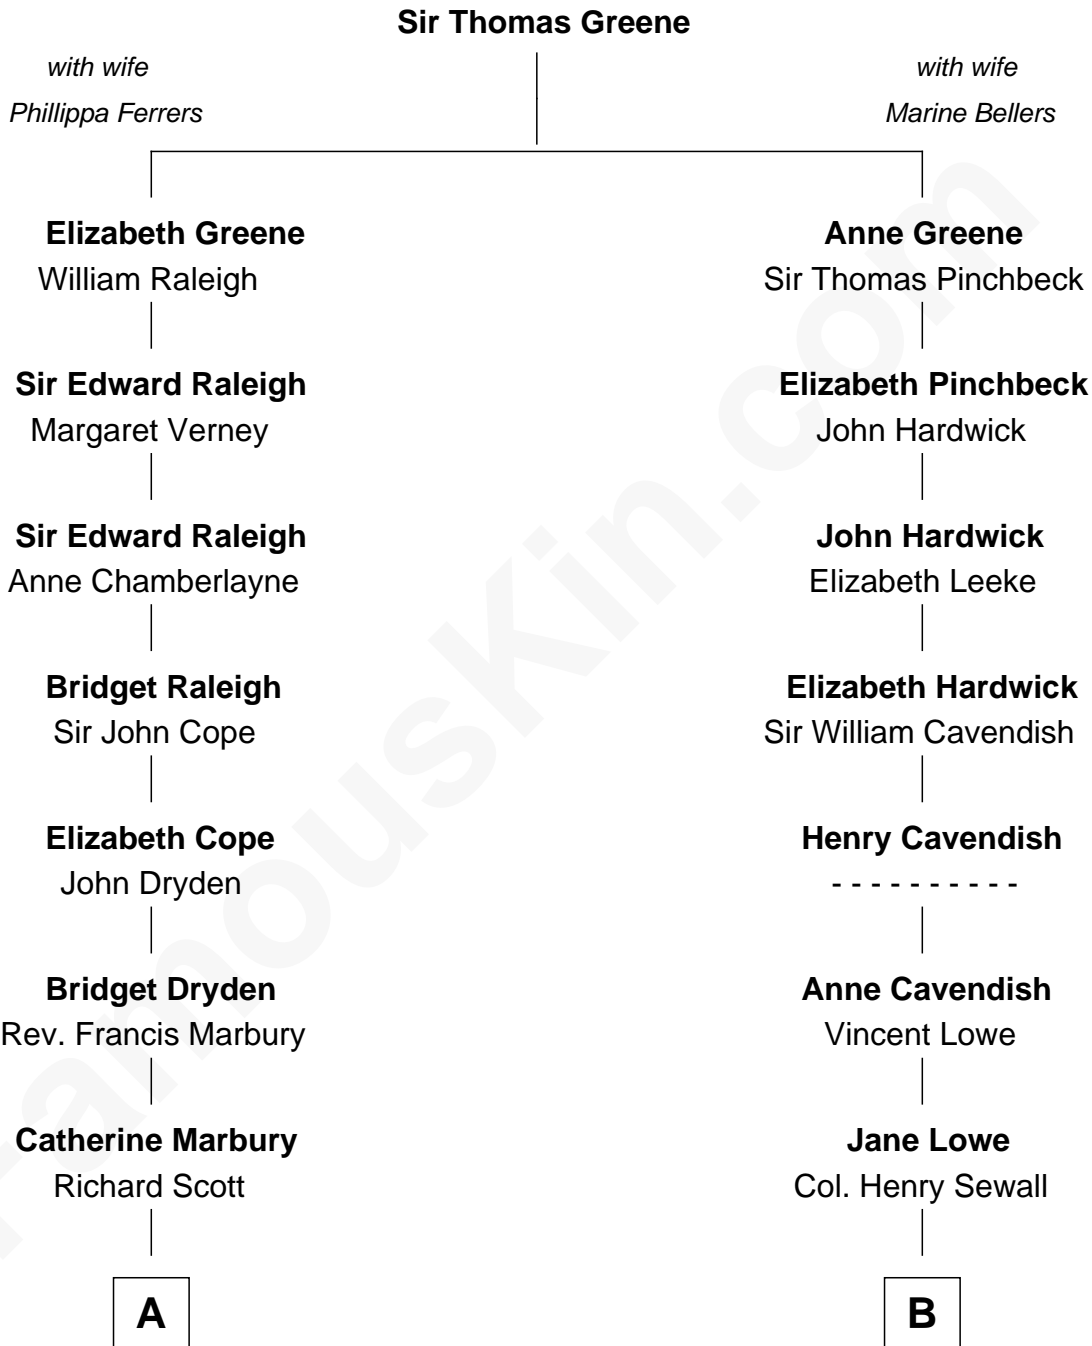 Sir Thomas Greene
with wife
Phillippa Ferrers
with wife
Marine Bellers
Elizabeth Greene
William Raleigh
Anne Greene
Sir Thomas Pinchbeck
Sir Edward Raleigh
Margaret Verney
Elizabeth Pinchbeck
John Hardwick
Sir Edward Raleigh
Anne Chamberlayne
John Hardwick
Elizabeth Leeke
Bridget Raleigh
Sir John Cope
Elizabeth Hardwick
Sir William Cavendish
Elizabeth Cope
John Dryden
Henry Cavendish
- - - - - - - - - -
Bridget Dryden
Rev. Francis Marbury
Anne Cavendish
Vincent Lowe
Catherine Marbury
Richard Scott
Jane Lowe
Col. Henry Sewall
A
B
FamousKin.com